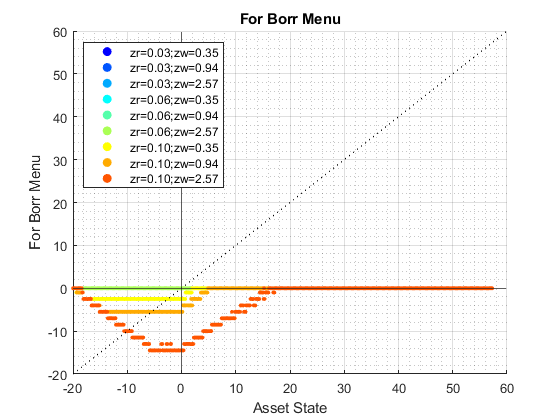 For Borr Menu
60
50
40
30
20
10
0
-10
-20
For Borr Menu
zr=0.03;zw=0.35
zr=0.03;zw=0.94
zr=0.03;zw=2.57
zr=0.06;zw=0.35
zr=0.06;zw=0.94
zr=0.06;zw=2.57
zr=0.10;zw=0.35
zr=0.10;zw=0.94
zr=0.10;zw=2.57
-20 -10 0 10 20 30 40 50 60
Asset State